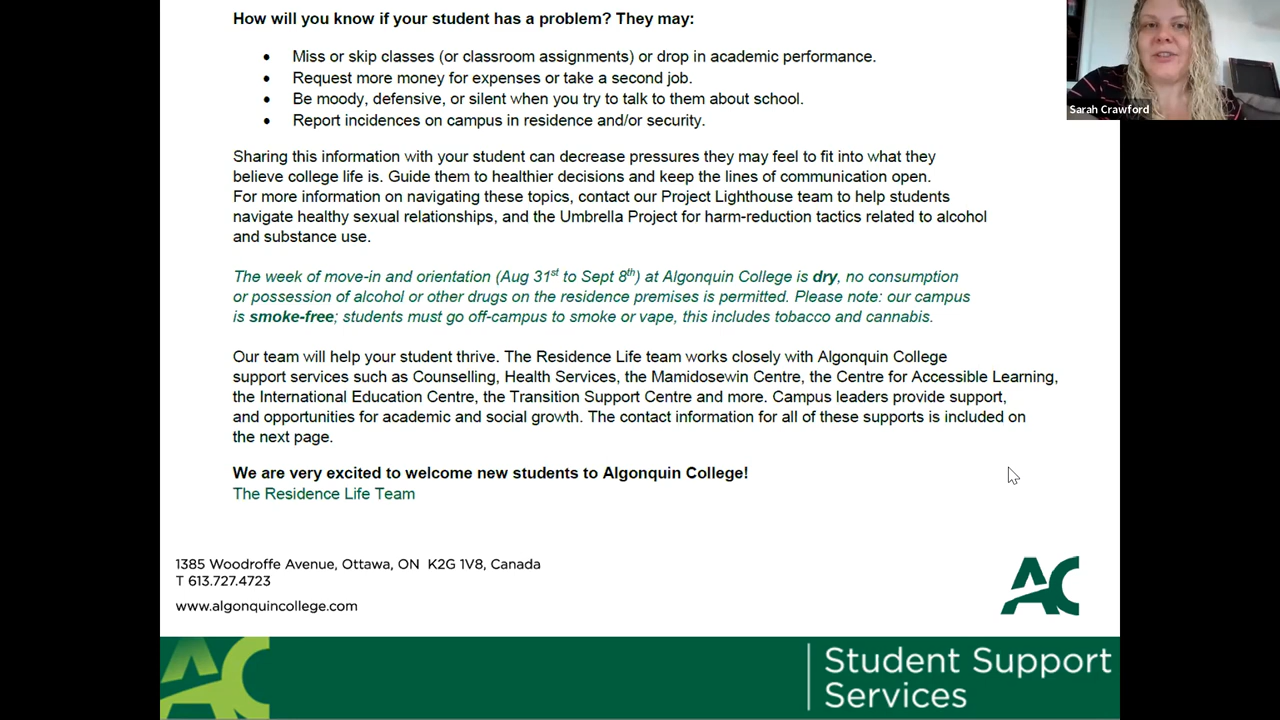 How will you know if your student has a problem? They may:
• Miss or skip classes (or classroom assignments) or drop in academic performance.
• Request more money for expenses or take a second job.
• Be moody, defensive, or silent when you try to talk to them about school.
• Report incidences on campus in residence and/or security.
Sarah Crawford
Sharing this information with your student can decrease pressures they may feel to fit into what they
believe college life is. Guide them to healthier decisions and keep the lines of communication open.
For more information on navigating these topics, contact our Project Lighthouse team to help students
navigate healthy sexual relationships, and the Umbrella Project for harm-reduction tactics related to alcohol
and substance use.
The week of move-in and orientation (Aug 31st to Sept 8th) at Algonquin College is dry, no consumption
or possession of alcohol or other drugs on the residence premises is permitted. Please note: our campus
is smoke-free; students must go off-campus to smoke or vape, this includes tobacco and cannabis.
Our team will help your student thrive. The Residence Life team works closely with Algonquin College
support services such as Counselling, Health Services, the Mamidosewin Centre, the Centre for Accessible Learning,
the International Education Centre, the Transition Support Centre and more. Campus leaders provide support,
and opportunities for academic and social growth. The contact information for all of these supports is included on
the next page.
We are very excited to welcome new students to Algonquin College!
The Residence Life Team
1385 Woodroffe Avenue, Ottawa, ON K2G 1V8, Canada
T 613.727.4723
www.algonquincollege.com
AC
AC
Student Support
Services